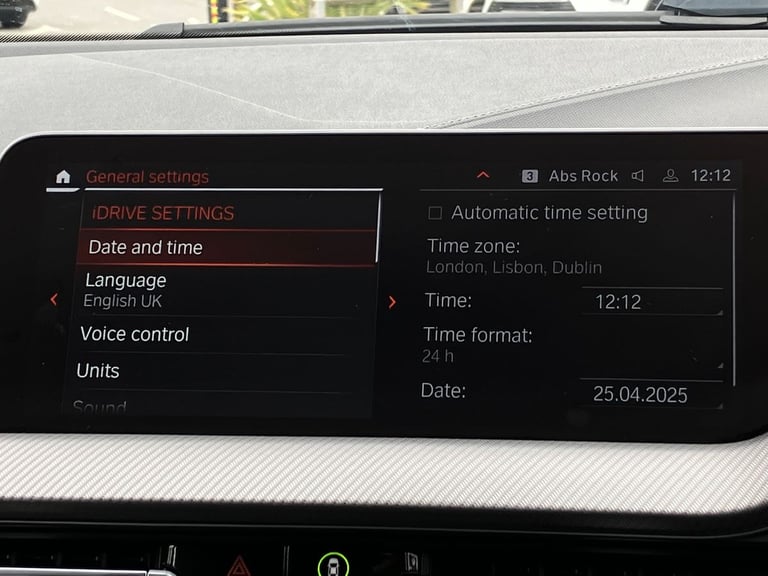 General settings
3 Abs Rock 12:12
iDRIVE SETTINGS
Date and time
Language
English UK
Voice control
Units
Sound
Automatic time setting
Time zone:
London, Lisbon, Dublin
Time: 12:12
Time format:
24 h
Date: 25.04.2025